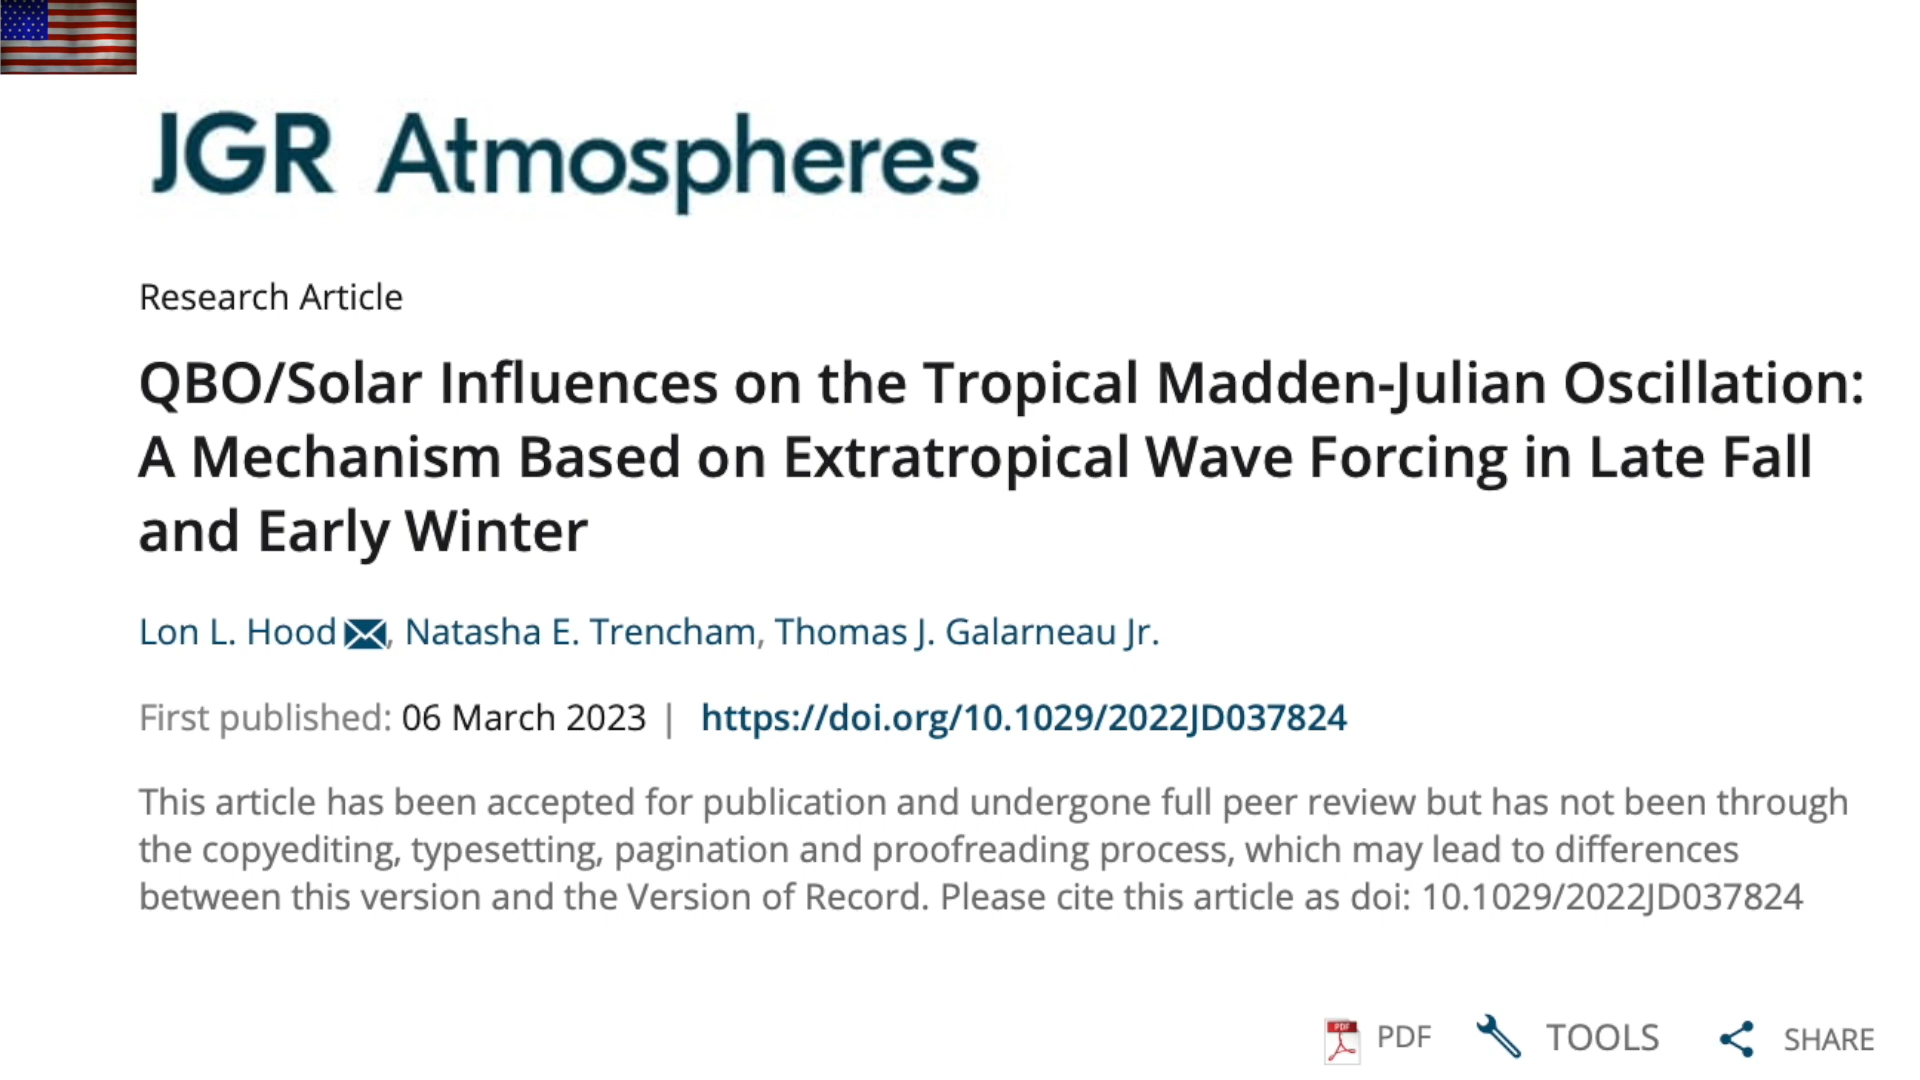 JGR Atmospheres
Research Article
QBO/Solar Influences on the Tropical Madden-Julian Oscillation:
A Mechanism Based on Extratropical Wave Forcing in Late Fall
and Early Winter
Lon L. Hood, Natasha E. Trencham, Thomas J. Galarneau Jr.
First published: 06 March 2023 | https://doi.org/10.1029/2022JD037824
This article has been accepted for publication and undergone full peer review but has not been through
the copyediting, typesetting, pagination and proofreading process, which may lead to differences
between this version and the Version of Record. Please cite this article as doi: 10.1029/2022JD037824
PDF PDF TOOLS SHARE